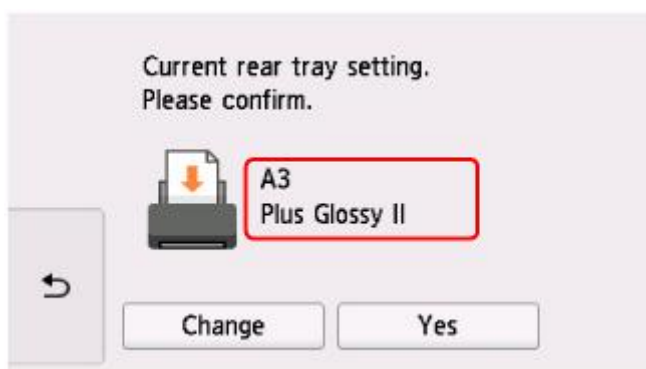 Current rear tray setting.
Please confirm.
A3
Plus Glossy II
Change
Yes